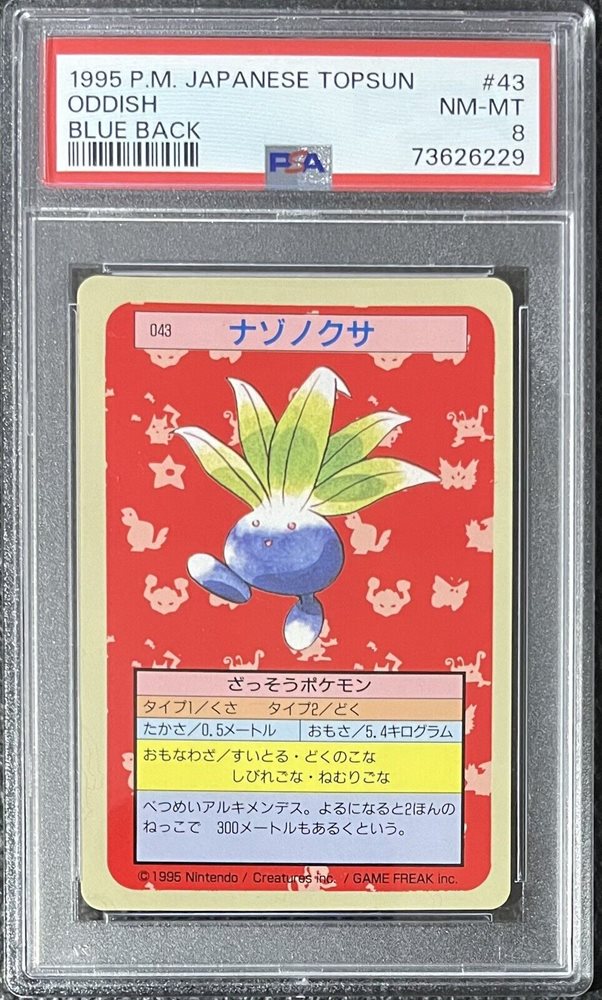 1995 P.M. JAPANESE TOPSUN #43
ODDISH NM-MT
BLUE BACK 8
PSA 73626229
043 ナゾノクサ
ざっそうポケモン
タイプ1/くさ タイプ2/どく
たかさ/0.5メートル おもさ/5.4キログラム
おもなわざ/すいとる・どくのこな
しびれごな・ねむりごな
べつめいアルキメンデス。よるになると2ほんの
ねっこで 300メートルもあるくという。
©1995 Nintendo / Creatures inc. / GAME FREAK inc.